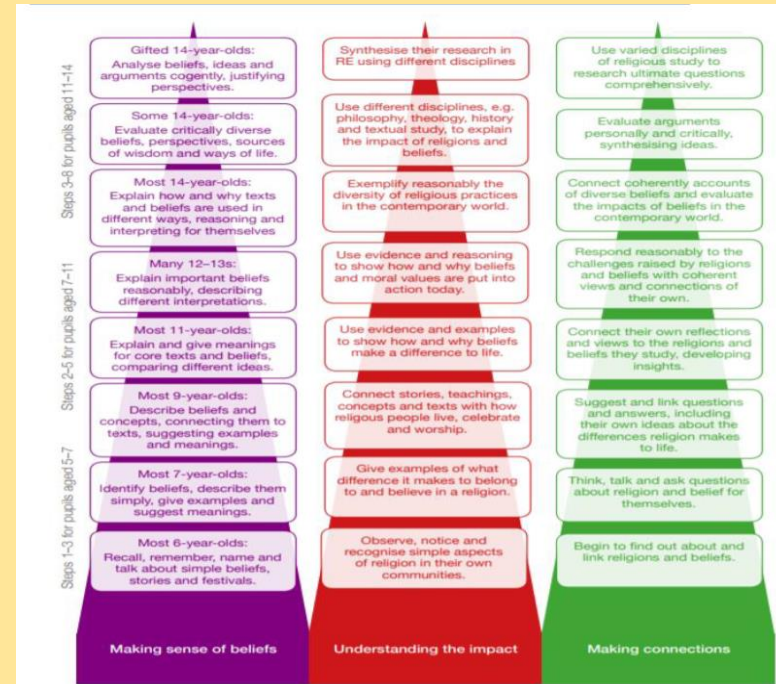 Steps 3–8 for pupils aged 11–14
Steps 2–5 for pupils aged 7–11
Steps 1–3 for pupils aged 5–7
Gifted 14-year-olds:
Analyse beliefs, ideas and
arguments cogently, justifying
perspectives.
Some 14-year-olds:
Evaluate critically diverse
beliefs, perspectives, sources
of wisdom and ways of life.
Most 14-year-olds:
Explain how and why texts
and beliefs are used in
different ways, reasoning and
interpreting for themselves
Many 12–13s:
Explain important beliefs
reasonably, describing
different interpretations.
Most 11-year-olds:
Explain and give meanings
for core texts and beliefs,
comparing different ideas.
Most 9-year-olds:
Describe beliefs and
concepts, connecting them to
texts, suggesting examples
and meanings.
Most 7-year-olds:
Identify beliefs, describe them
simply, give examples and
suggest meanings.
Most 6-year-olds:
Recall, remember, name and
talk about simple beliefs,
stories and festivals.
Making sense of beliefs
Synthesise their research in
RE using different disciplines
Use different disciplines, e.g.
philosophy, theology, history
and textual study, to explain
the impact of religions and
beliefs.
Exemplify reasonably the
diversity of religious practices
in the contemporary world.
Use evidence and reasoning
to show how and why beliefs
and moral values are put into
action today.
Use evidence and examples
to show how and why beliefs
make a difference to life.
Connect stories, teachings,
concepts and texts with how
religious people live, celebrate
and worship.
Give examples of what
difference it makes to belong
to and believe in a religion.
Observe, notice and
recognise simple aspects
of religion in their own
communities.
Understanding the impact
Use varied disciplines
of religious study to
research ultimate questions
comprehensively.
Evaluate arguments
personally and critically,
synthesising ideas.
Connect coherently accounts
of diverse beliefs and evaluate
the impacts of beliefs in the
contemporary world.
Respond reasonably to the
challenges raised by religions
and beliefs with coherent
views and connections of
their own.
Connect their own reflections
and views to the religions and
beliefs they study, developing
insights.
Suggest and link questions
and answers, including
their own ideas about the
differences religion makes
to life.
Think, talk and ask questions
about religion and belief for
themselves.
Begin to find out about and
link religions and beliefs.
Making connections